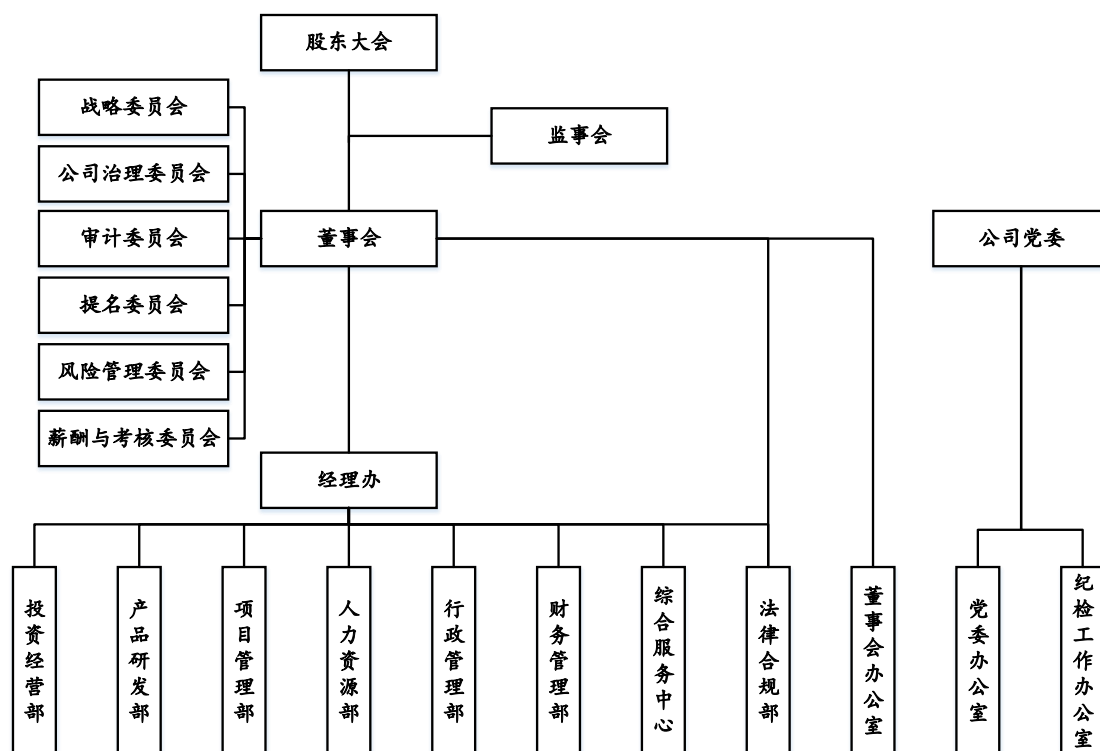 股东大会
战略委员会
监事会
公司治理委员会
审计委员会
董事会
公司党委
提名委员会
风险管理委员会
薪酬与考核委员会
经理办
投资经营部
产品研发部
项目管理部
人力资源部
行政管理部
财务管理部
综合服务中心
法律合规部
董事会办公室
党委办公室
纪检工作办公室